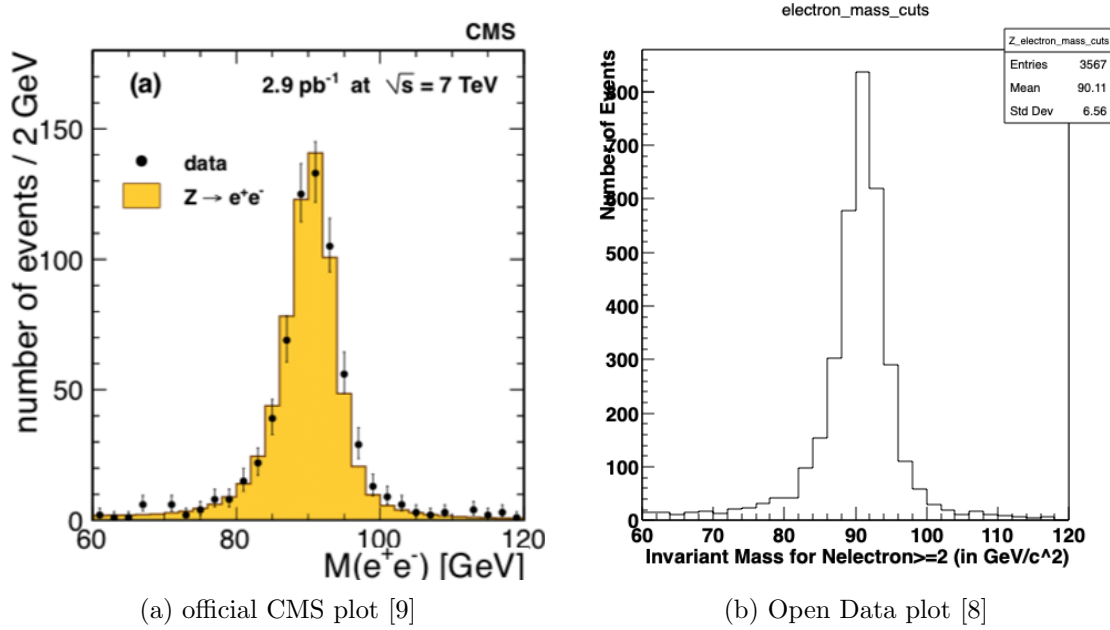 CMS
(a) 2.9 pb⁻¹ at √s = 7 TeV
data
Z → e⁺e⁻
number of events / 2 GeV
150
100
50
0
60 80 100 120
M(e⁺e⁻) [GeV]
(a) official CMS plot [9]
electron_mass_cuts
Z_electron_mass_cuts
Entries 3567
Mean 90.11
Std Dev 6.56
Number of Events
800
700
600
500
400
300
200
100
0
60 70 80 90 100 110 120
Invariant Mass for Nelectron>=2 (in GeV/c^2)
(b) Open Data plot [8]